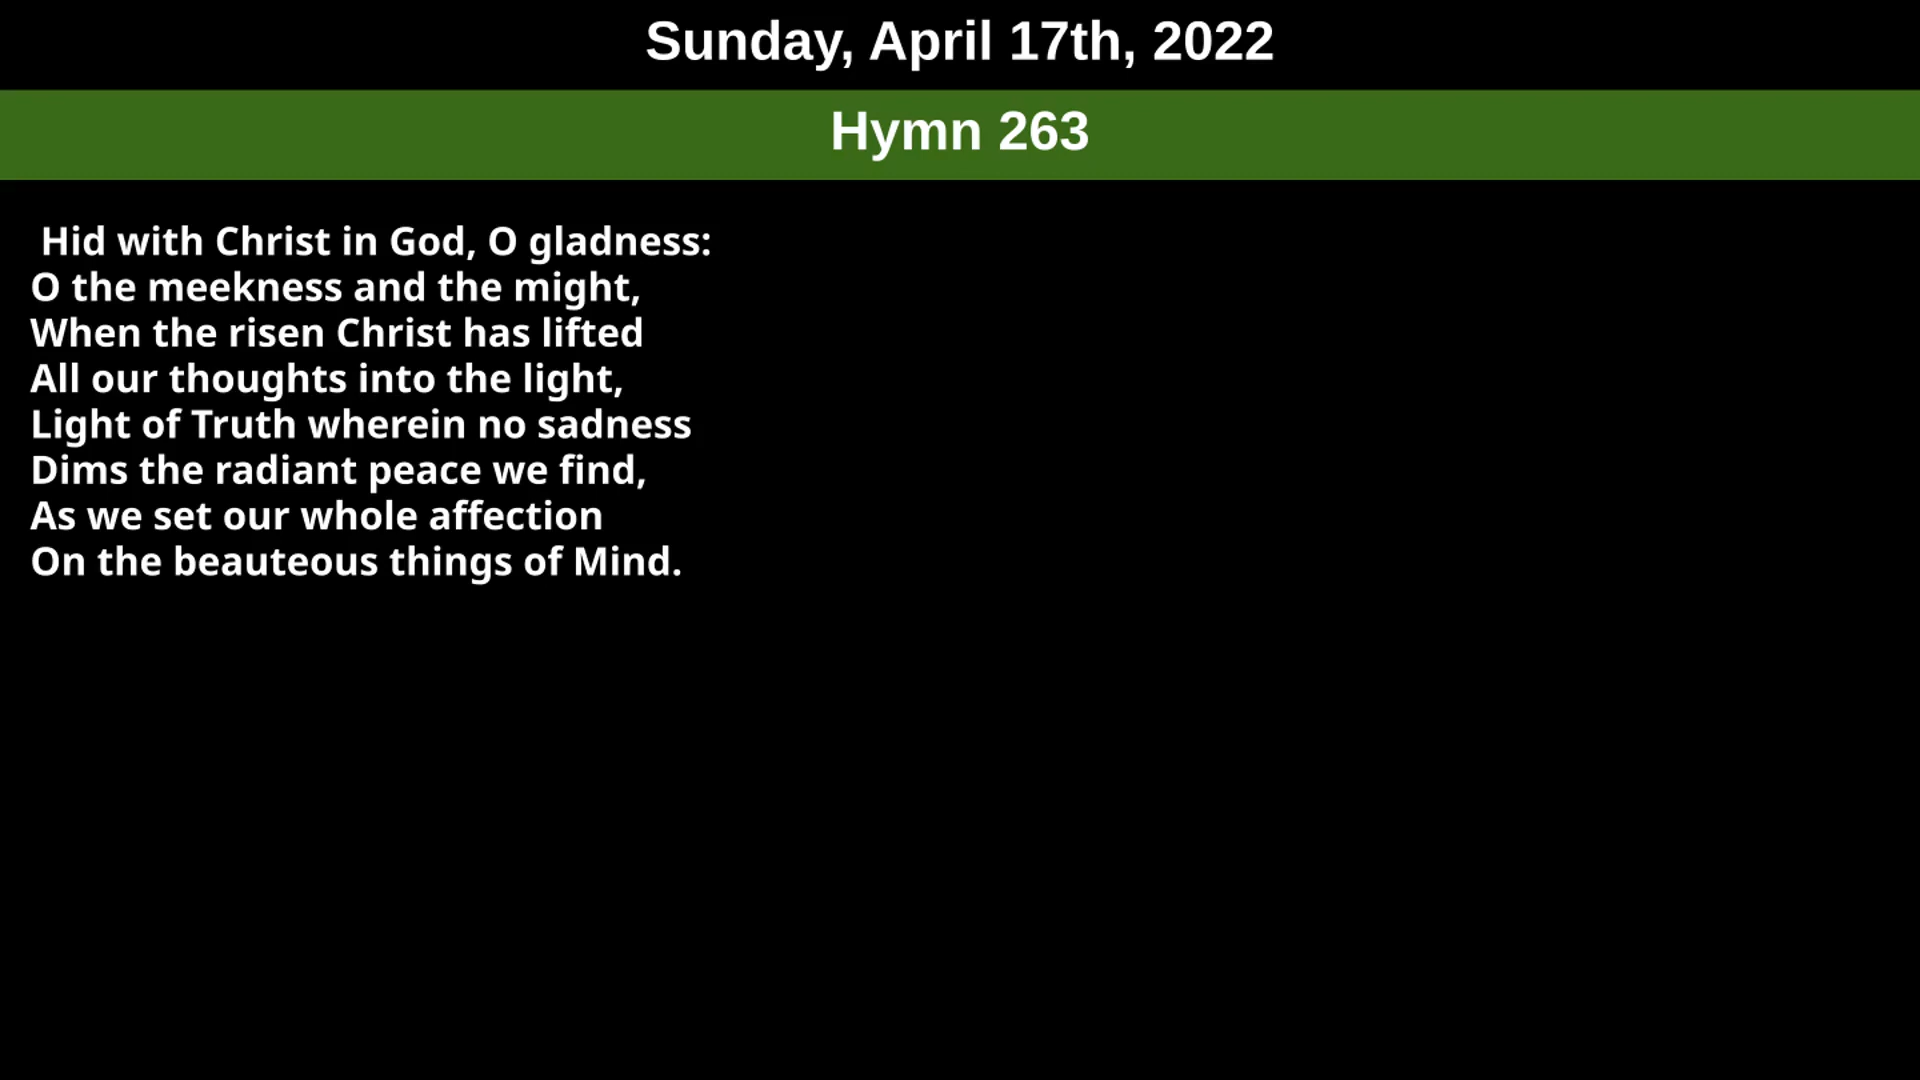 Sunday, April 17th, 2022
Hymn 263
Hid with Christ in God, O gladness:
O the meekness and the might,
When the risen Christ has lifted
All our thoughts into the light,
Light of Truth wherein no sadness
Dims the radiant peace we find,
As we set our whole affection
On the beauteous things of Mind.